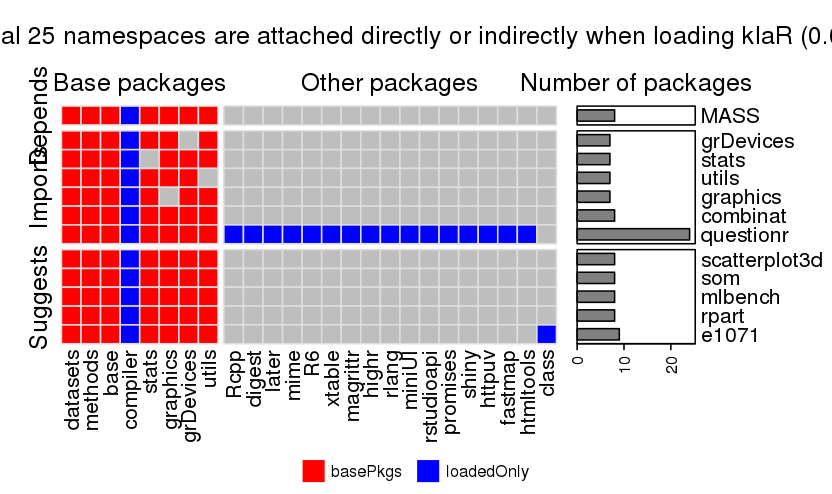 al 25 namespaces are attached directly or indirectly when loading klaR (0.
Base packages
Other packages
Number of packages
Depends
Imports
Suggests
MASS
grDevices
stats
utils
graphics
combinat
questionr
scatterplot3d
som
mlbench
rpart
e1071
0
10
20
datasets
methods
base
compiler
stats
graphics
grDevices
utils
Rcpp
digest
later
mime
R6
xtable
magrittr
highr
rlang
miniUI
rstudioapi
promises
shiny
httpuv
fastmap
htmltools
class
basePkgs
loadedOnly